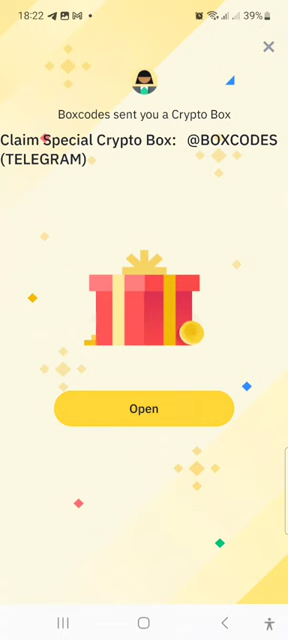 18:22
39%
Boxcodes sent you a Crypto Box
Claim Special Crypto Box: @BOXCODES
(TELEGRAM)
Open